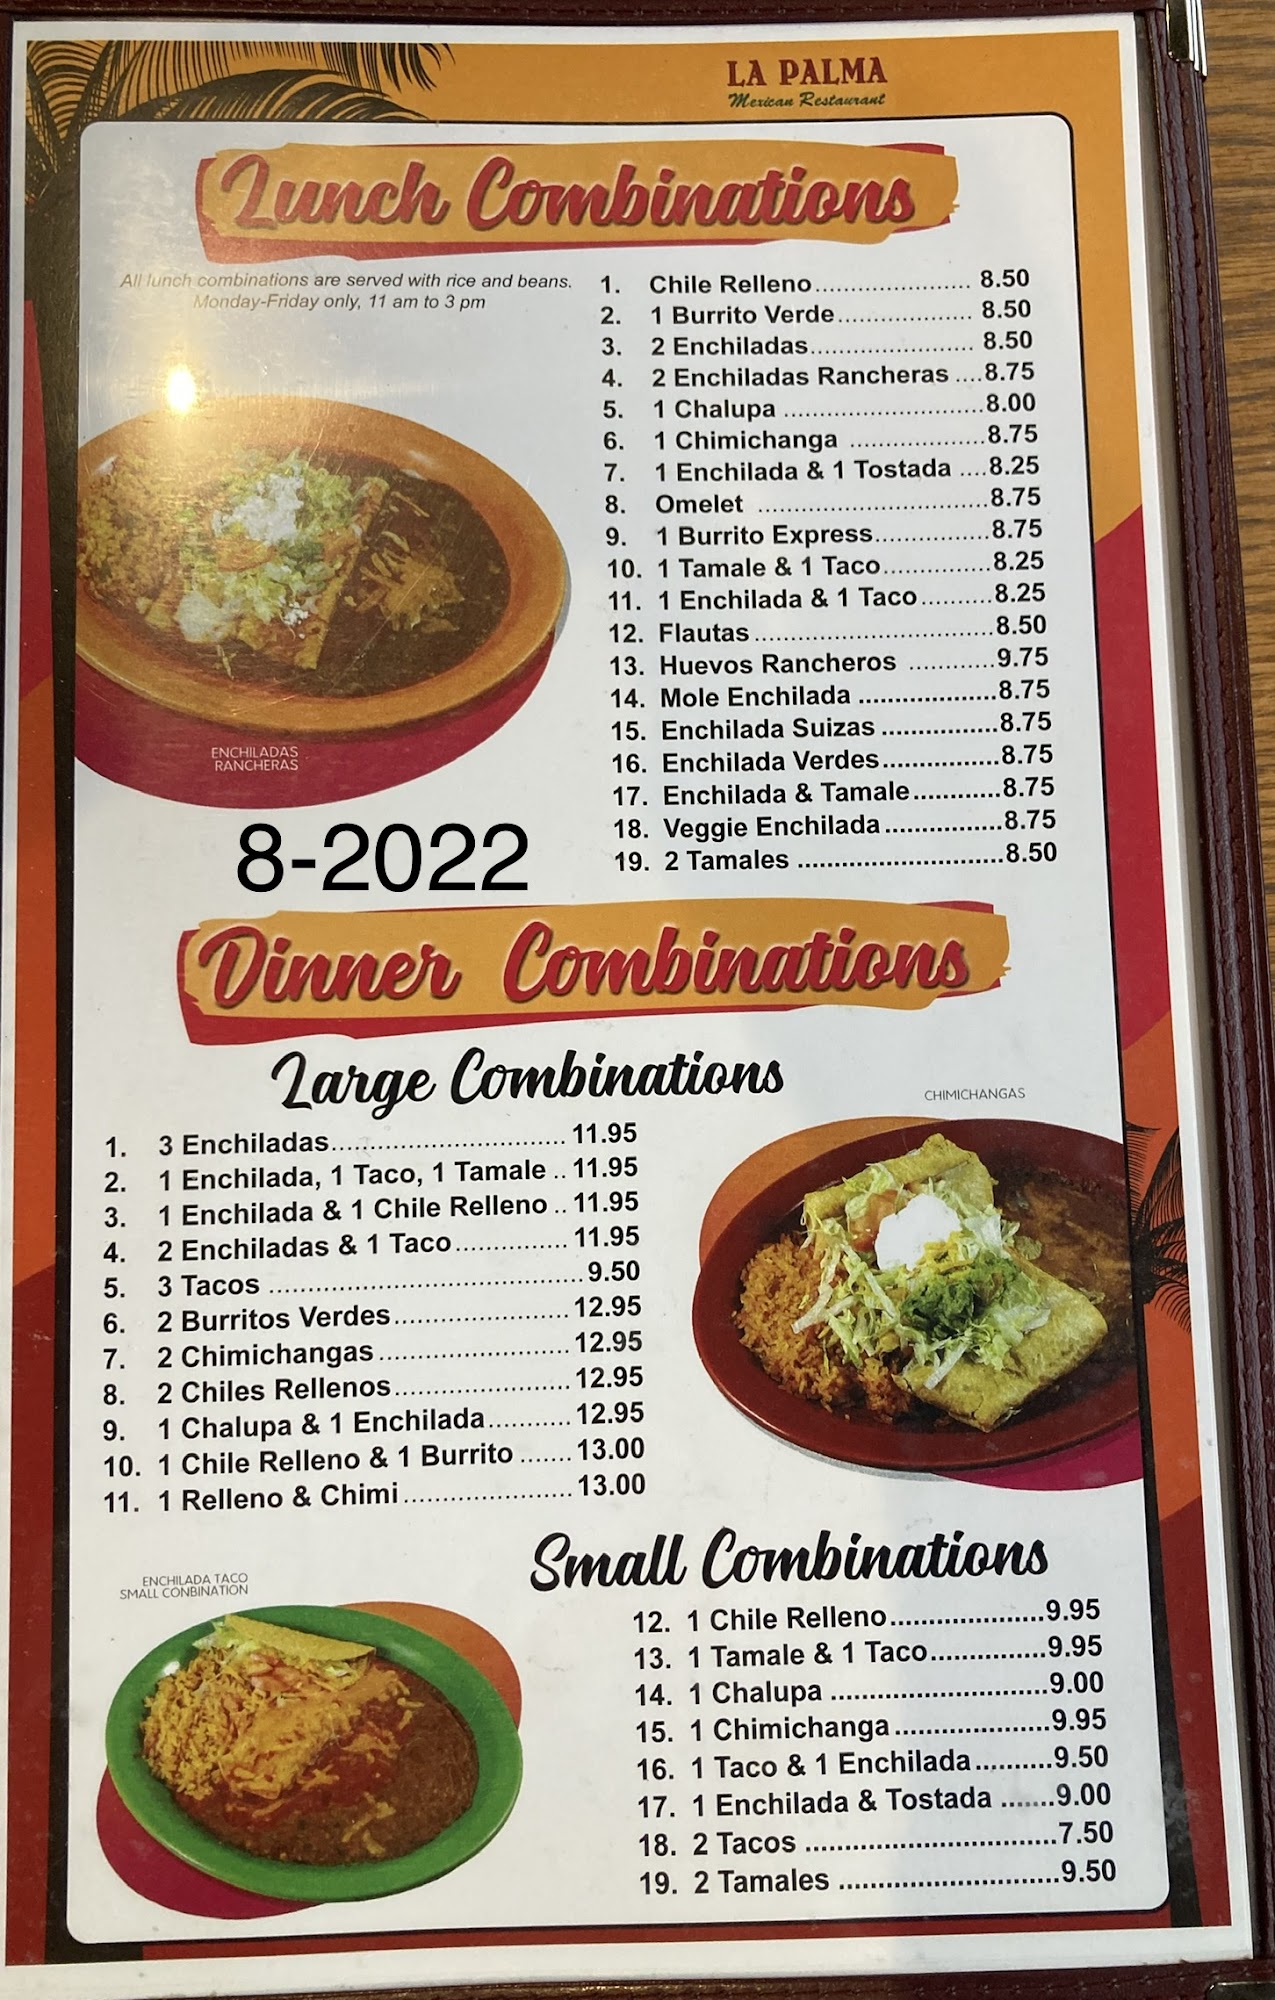 LA PALMA
Mexican Restaurant
Lunch Combinations
All lunch combinations are served with rice and beans.
Monday-Friday only, 11 am to 3 pm
1. Chile Relleno...................... 8.50
2. 1 Burrito Verde................... 8.50
3. 2 Enchiladas....................... 8.50
4. 2 Enchiladas Rancheras ....8.75
5. 1 Chalupa ............................8.00
6. 1 Chimichanga ...................8.75
7. 1 Enchilada & 1 Tostada ....8.25
8. Omelet ................................8.75
9. 1 Burrito Express................8.75
10. 1 Tamale & 1 Taco...............8.25
11. 1 Enchilada & 1 Taco..........8.25
12. Flautas..................................8.50
13. Huevos Rancheros ............9.75
14. Mole Enchilada ...................8.75
15. Enchilada Suizas ................8.75
16. Enchilada Verdes................8.75
17. Enchilada & Tamale............8.75
18. Veggie Enchilada................8.75
19. 2 Tamales ............................8.50
ENCHILADAS
RANCHERAS
8-2022
Dinner Combinations
Large Combinations
1. 3 Enchiladas.............................. 11.95
2. 1 Enchilada, 1 Taco, 1 Tamale .. 11.95
3. 1 Enchilada & 1 Chile Relleno .. 11.95
4. 2 Enchiladas & 1 Taco.............. 11.95
5. 3 Tacos ........................................ 9.50
6. 2 Burritos Verdes...................... 12.95
7. 2 Chimichangas........................ 12.95
8. 2 Chiles Rellenos...................... 12.95
9. 1 Chalupa & 1 Enchilada.......... 12.95
10. 1 Chile Relleno & 1 Burrito ....... 13.00
11. 1 Relleno & Chimi..................... 13.00
CHIMICHANGAS
Small Combinations
ENCHILADA TACO
SMALL CONBINATION
12. 1 Chile Relleno.....................9.95
13. 1 Tamale & 1 Taco................9.95
14. 1 Chalupa ............................9.00
15. 1 Chimichanga....................9.95
16. 1 Taco & 1 Enchilada..........9.50
17. 1 Enchilada & Tostada .......9.00
18. 2 Tacos ................................7.50
19. 2 Tamales ............................9.50